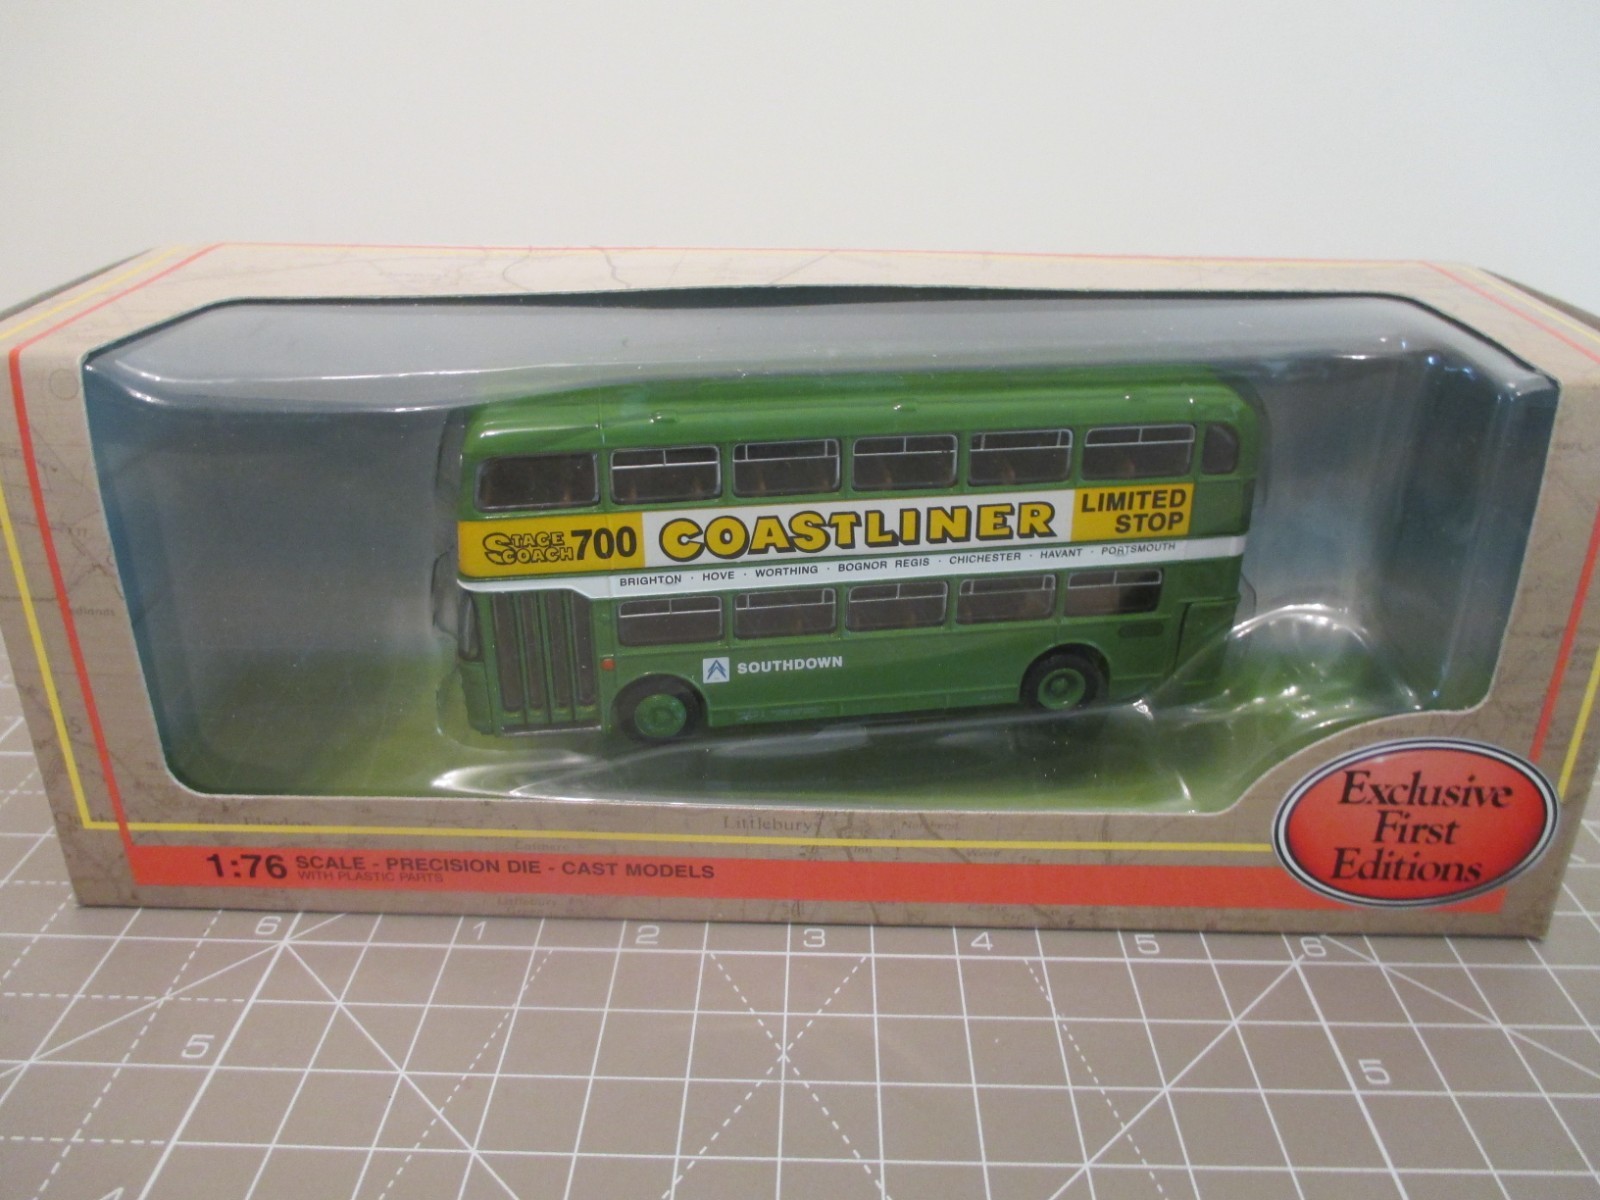 STAGE
COACH
700
COASTLINER
LIMITED
STOP
BRIGHTON · HOVE · WORTHING · BOGNOR REGIS · CHICHESTER · HAVANT · PORTSMOUTH
SOUTHDOWN
Littlebury
Exclusive
First
Editions
1:76 SCALE - PRECISION DIE - CAST MODELS
WITH PLASTIC PARTS
6 1 2 3 4 5 6
5 5
4